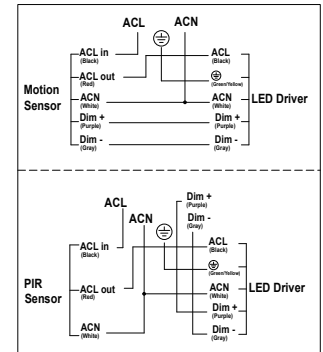 ACL ACN
ACL in ACL
(Black) (Black)
ACL out
(Red) (Green/Yellow)
Motion Sensor ACN ACN LED Driver
(White) (White)
Dim + Dim +
(Purple) (Purple)
Dim - Dim -
(Gray) (Gray)
Dim +
(Purple)
ACL Dim -
(Gray)
ACN
ACL in ACL
(Black) (Black)
(Green/Yellow)
PIR Sensor ACL out ACN LED Driver
(Red) (White)
Dim +
(Purple)
ACN Dim -
(White) (Gray)